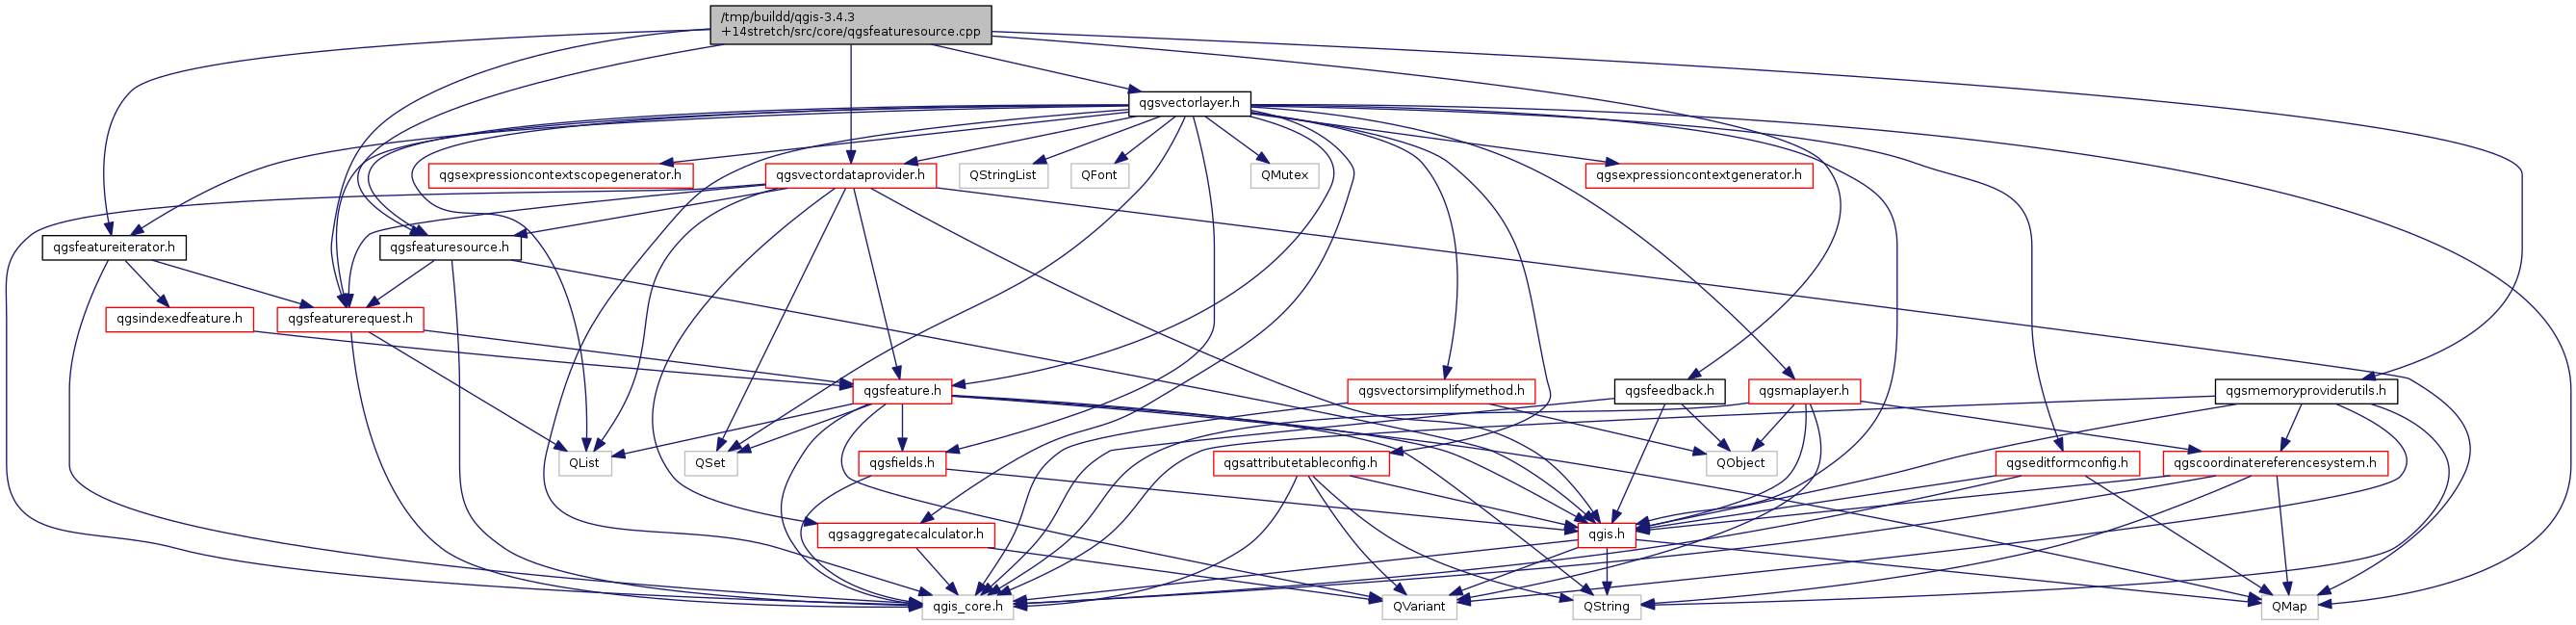 /tmp/buildd/qgis-3.4.3
+14stretch/src/core/qgsfeaturesource.cpp
qgsvectorlayer.h
qgsexpressioncontextscopegenerator.h
qgsvectordataprovider.h
QStringList
QFont
QMutex
qgsexpressioncontextgenerator.h
qgsfeatureiterator.h
qgsfeaturesource.h
qgsindexedfeature.h
qgsfeaturerequest.h
qgsfeature.h
qgsvectorsimplifymethod.h
qgsfeedback.h
qgsmaplayer.h
qgsmemoryproviderutils.h
QList
QSet
qgsfields.h
qgsattributetableconfig.h
QObject
qgseditformconfig.h
qgscoordinatereferencesystem.h
qgsaggregatecalculator.h
qgis.h
qgis_core.h
QVariant
QString
QMap